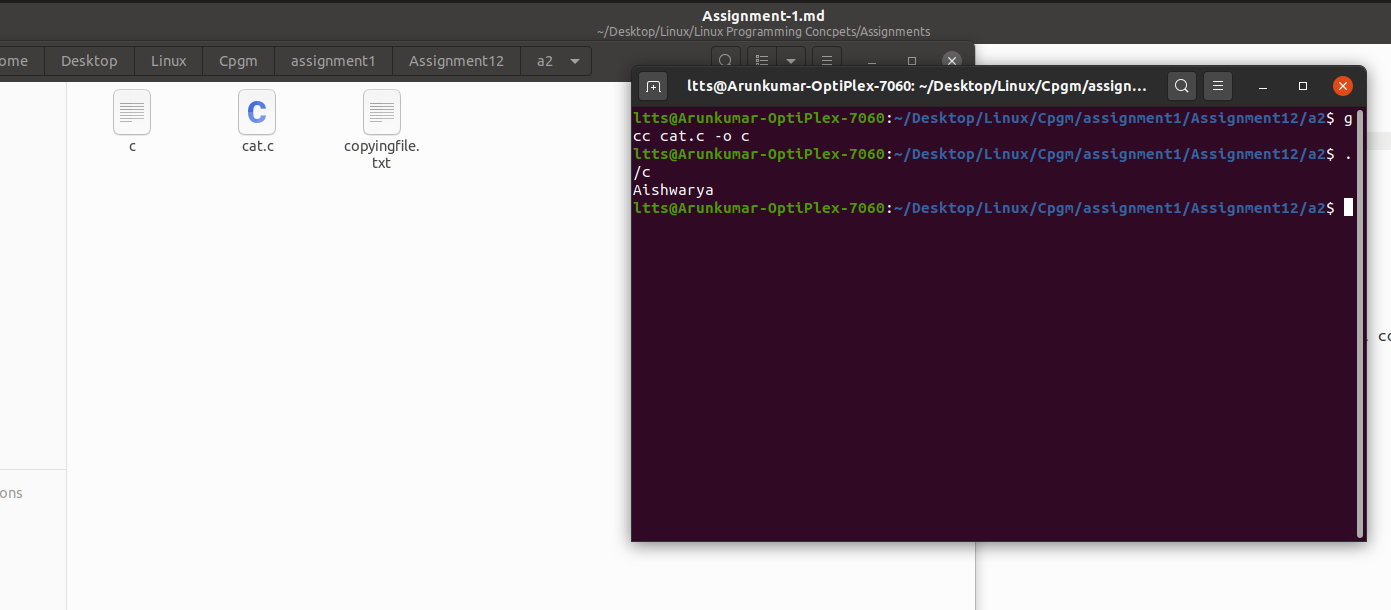 Assignment-1.md
~/Desktop/Linux/Linux Programming Concpets/Assignments
ome Desktop Linux Cpgm assignment1 Assignment12 a2
c
cat.c
copyingfile.
txt
ons
ltts@Arunkumar-OptiPlex-7060: ~/Desktop/Linux/Cpgm/assign...
ltts@Arunkumar-OptiPlex-7060:~/Desktop/Linux/Cpgm/assignment1/Assignment12/a2$ g
cc cat.c -o c
ltts@Arunkumar-OptiPlex-7060:~/Desktop/Linux/Cpgm/assignment1/Assignment12/a2$ .
/c
Aishwarya
ltts@Arunkumar-OptiPlex-7060:~/Desktop/Linux/Cpgm/assignment1/Assignment12/a2$